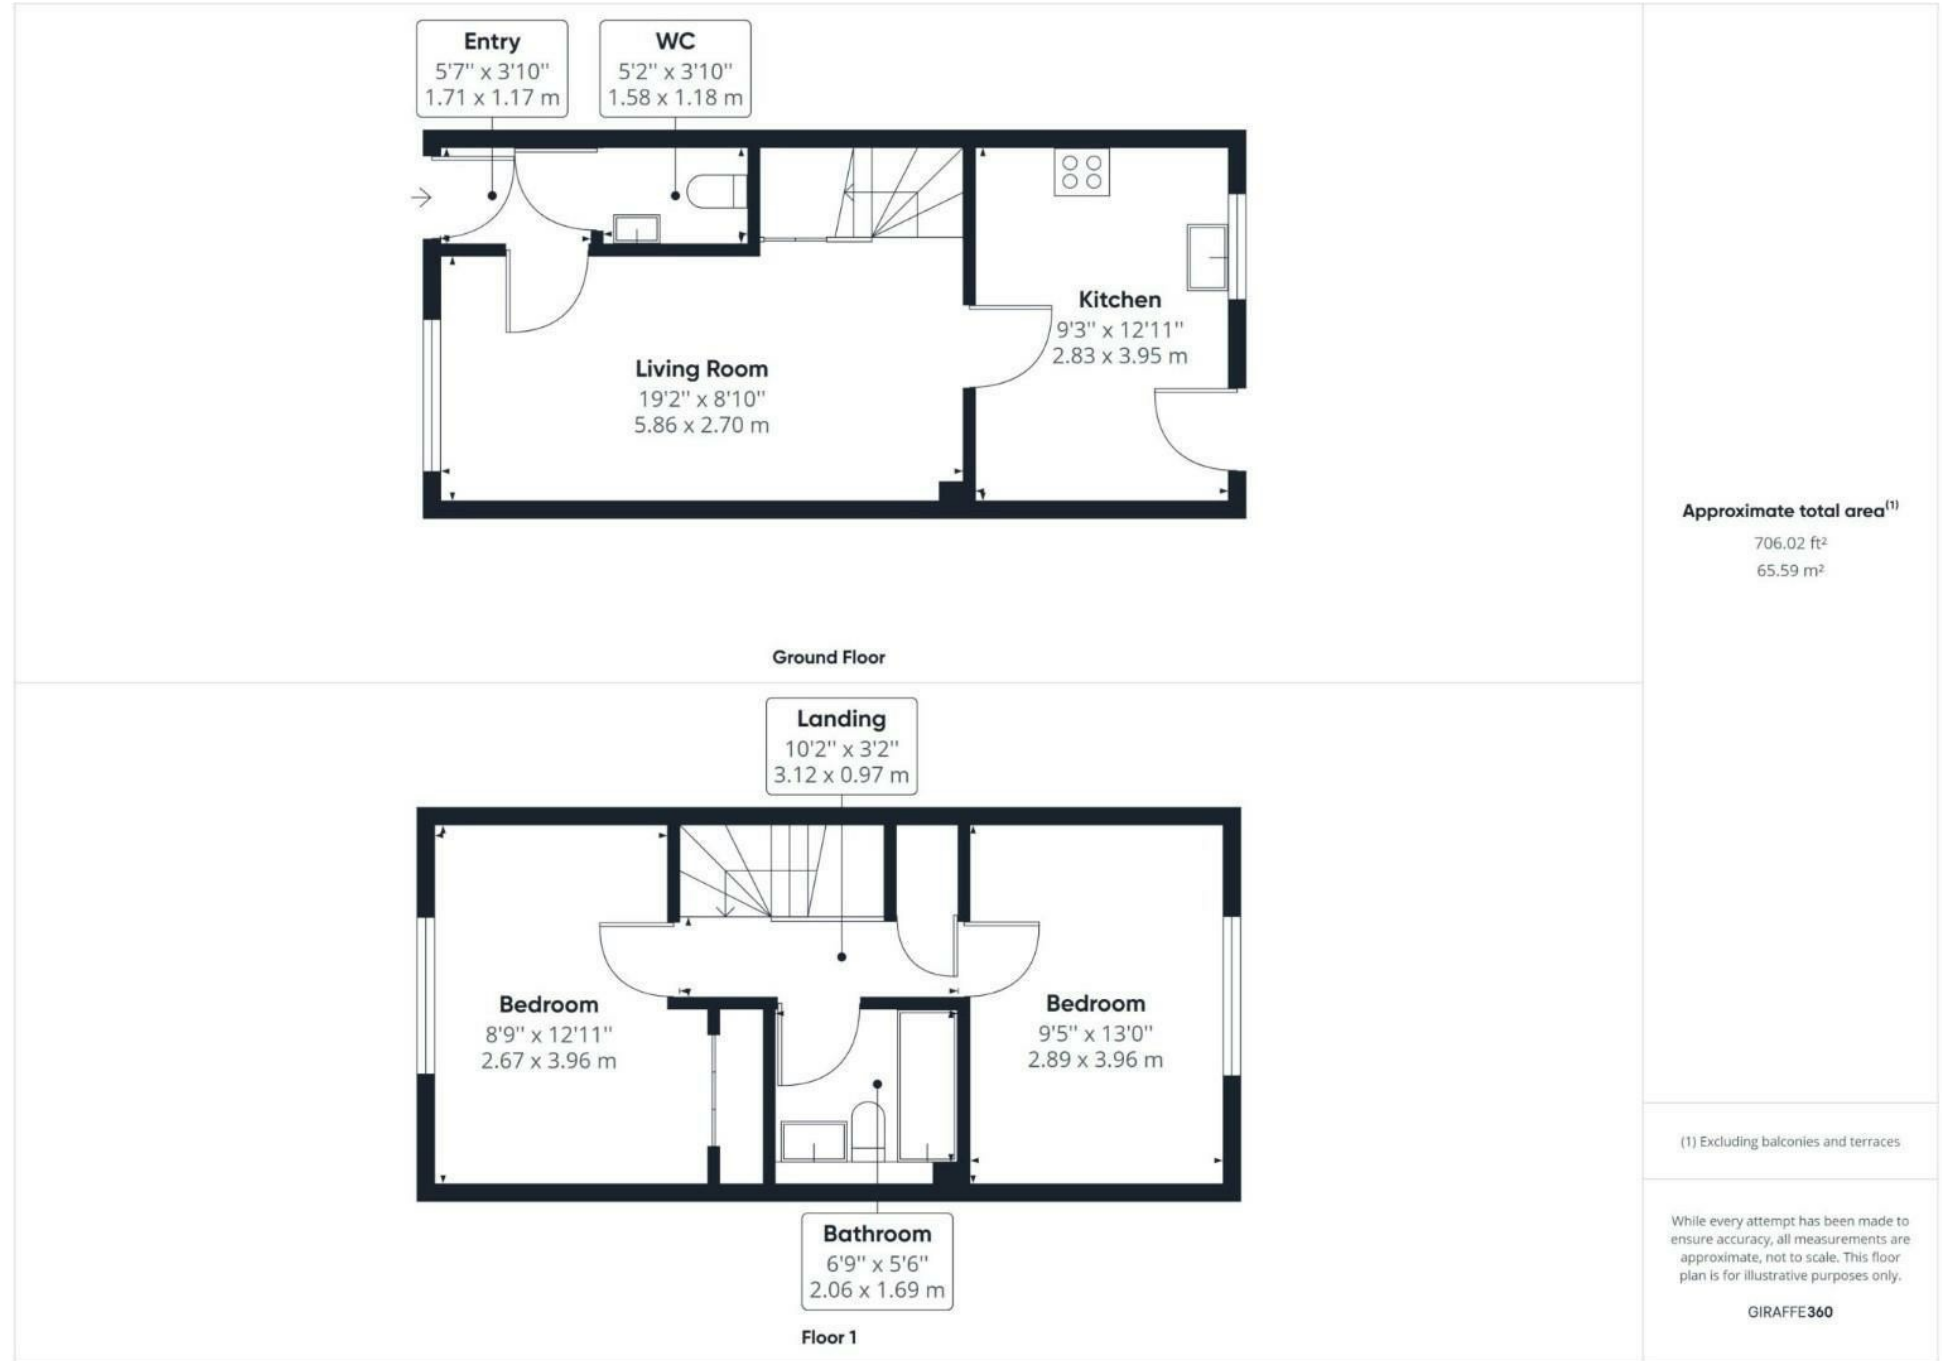 Entry
5'7" x 3'10"
1.71 x 1.17 m
WC
5'2" x 3'10"
1.58 x 1.18 m
Kitchen
9'3" x 12'11"
2.83 x 3.95 m
Living Room
19'2" x 8'10"
5.86 x 2.70 m
Ground Floor
Landing
10'2" x 3'2"
3.12 x 0.97 m
Bedroom
8'9" x 12'11"
2.67 x 3.96 m
Bedroom
9'5" x 13'0"
2.89 x 3.96 m
Bathroom
6'9" x 5'6"
2.06 x 1.69 m
Floor 1
Approximate total area(1)
706.02 ft²
65.59 m²
(1) Excluding balconies and terraces
While every attempt has been made to
ensure accuracy, all measurements are
approximate, not to scale. This floor
plan is for illustrative purposes only.
GIRAFFE360